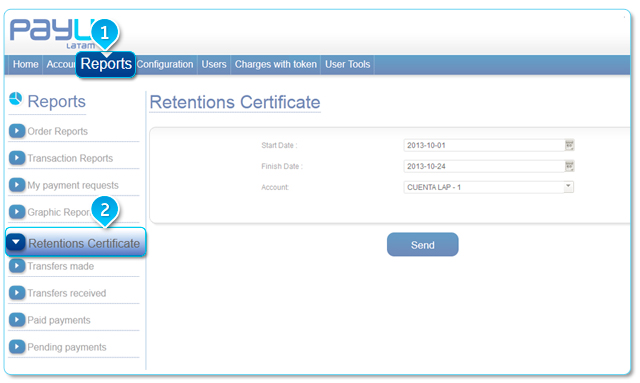 PayU
LATAM
1
Home Accou Reports Configuration Users Charges with token User Tools
Reports
Order Reports
Transaction Reports
My payment requests
Graphic Repor
2
Retentions Certificate
Transfers made
Transfers received
Paid payments
Pending payments
Retentions Certificate
Start Date :
2013-10-01
Finish Date :
2013-10-24
Account:
CUENTA LAP - 1
Send